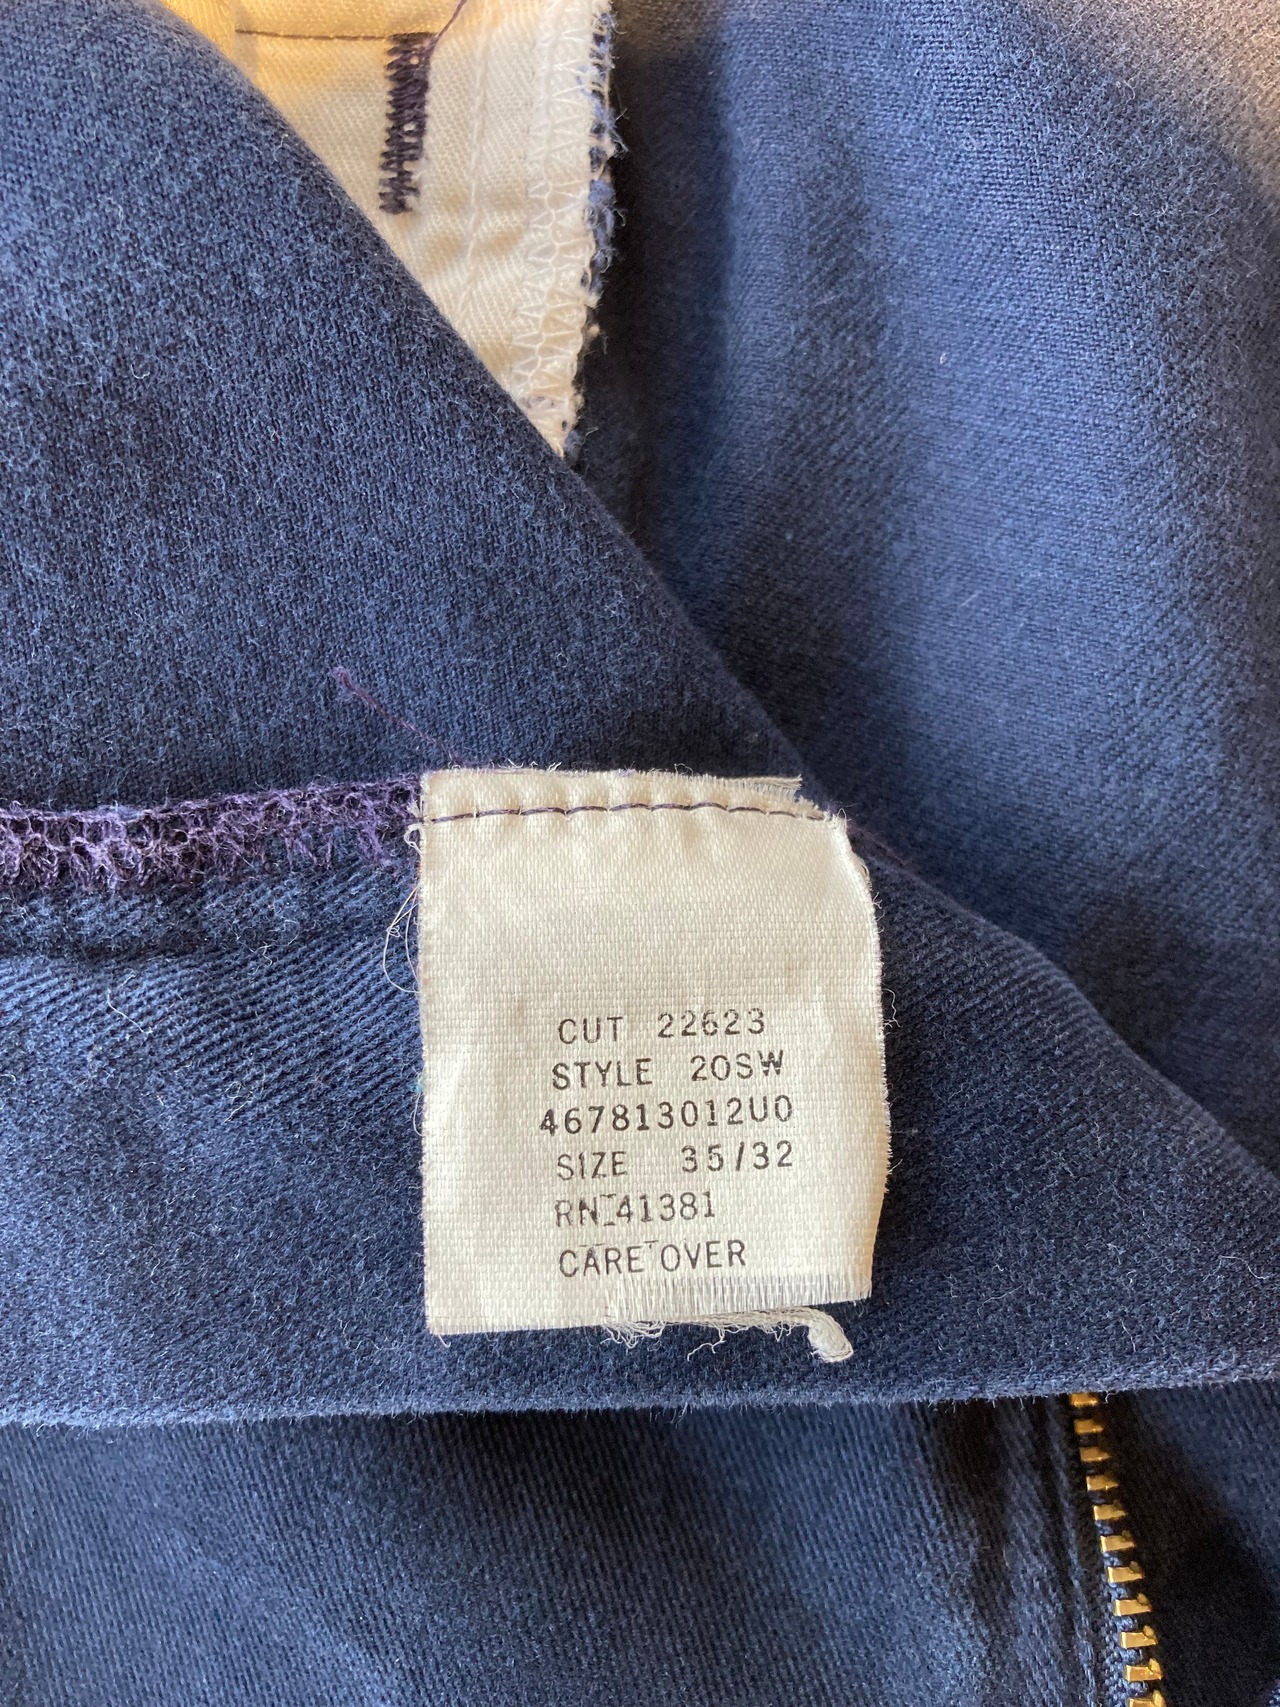 CUT 22623
STYLE 20SW
467813012U0
SIZE 35/32
RN 41381
CARE OVER